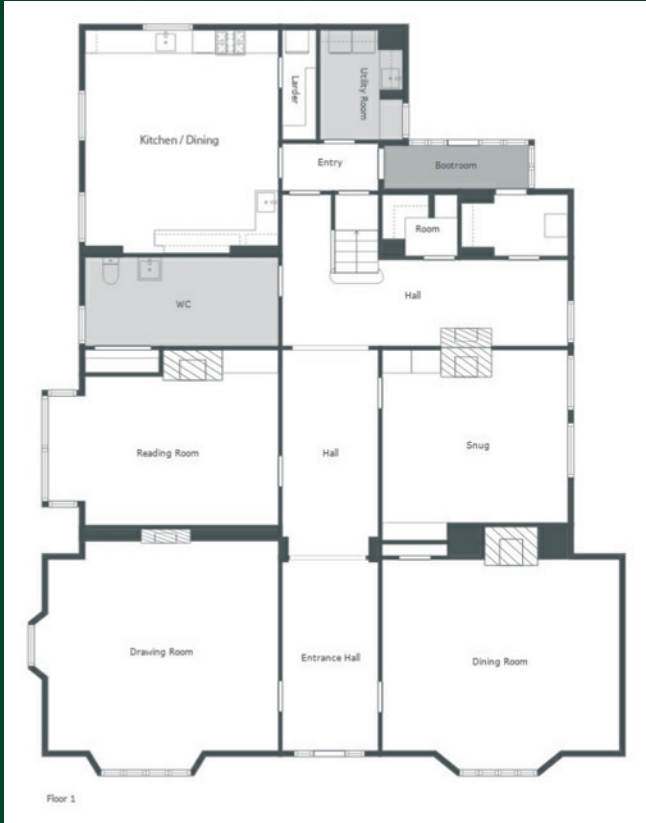 Kitchen / Dining
Larder
Utility Room
Entry
Bootroom
Room
Hall
WC
Reading Room
Hall
Snug
Drawing Room
Entrance Hall
Dining Room
Floor 1